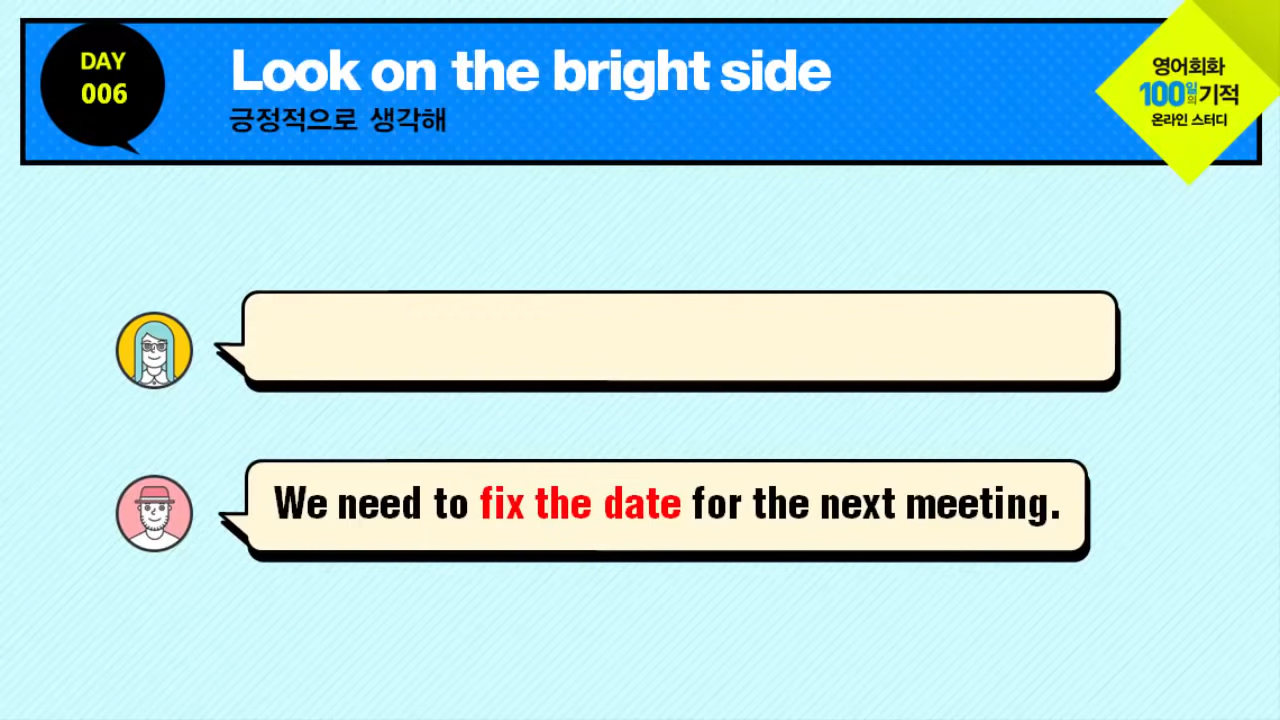 DAY
006
Look on the bright side
긍정적으로 생각해
영어회화
100일의기적
온라인 스터디
We need to fix the date for the next meeting.